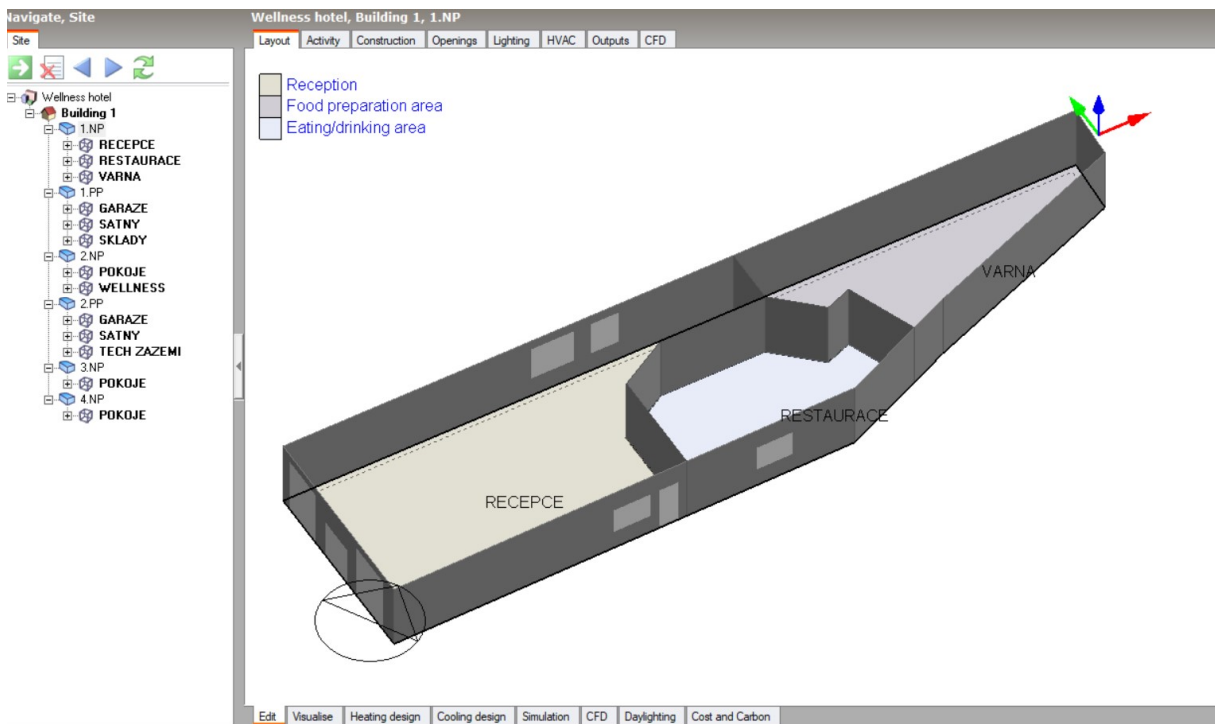 Navigate, Site
Site
Wellness hotel
Building 1
1.NP
RECEPCE
RESTAURACE
VARNA
1.PP
GARAZE
SATNY
SKLADY
2.NP
POKOJE
WELLNESS
2.PP
GARAZE
SATNY
TECH ZAZEMI
3.NP
POKOJE
4.NP
POKOJE
Wellness hotel, Building 1, 1.NP
Layout Activity Construction Openings Lighting HVAC Outputs CFD
Reception
Food preparation area
Eating/drinking area
VARNA
RESTAURACE
RECEPCE
Edit Visualise Heating design Cooling design Simulation CFD Daylighting Cost and Carbon